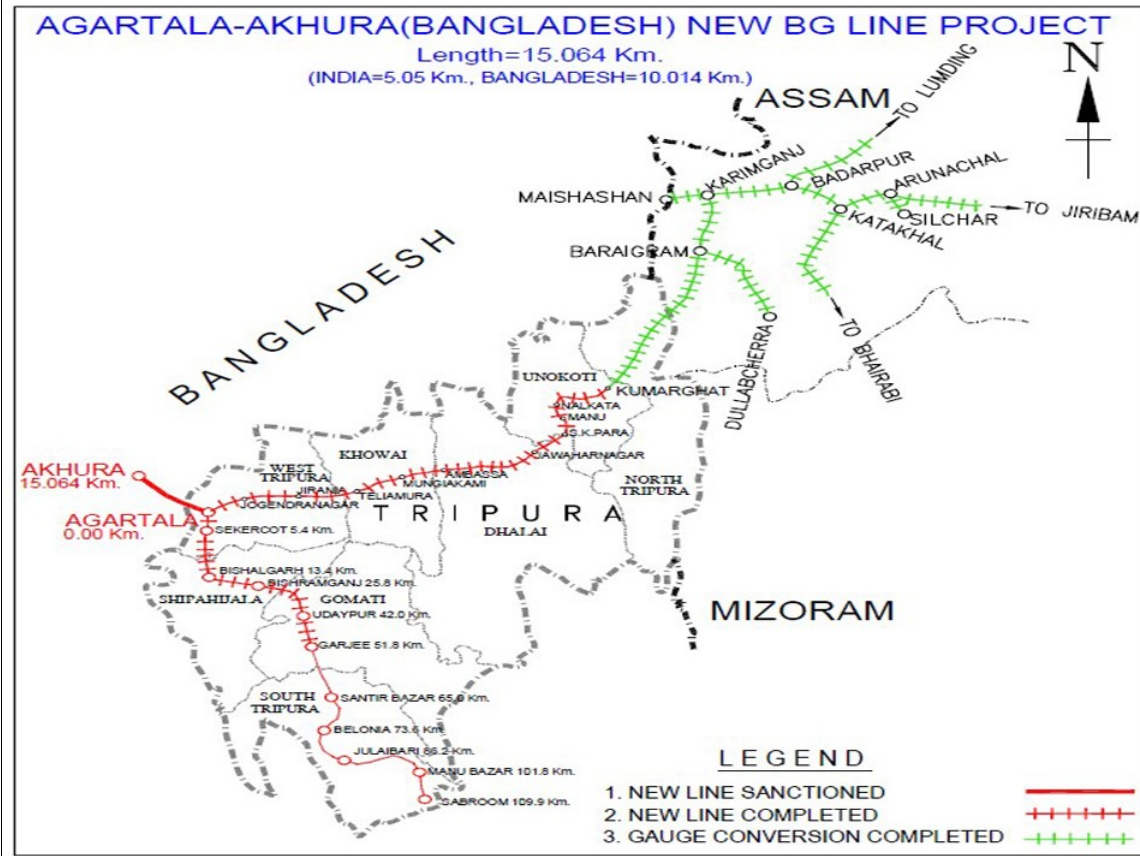 AGARTALA-AKHURA(BANGLADESH) NEW BG LINE PROJECT
Length=15.064 Km.
(INDIA=5.05 Km., BANGLADESH=10.014 Km.)
N
ASSAM
TO LUMDING
KARIMGANJ
BADARPUR
ARUNACHAL
MAISHASHAN
SILCHAR
TO JIRIBAM
KATAKHAL
BARAIGRAM
BANGLADESH
DULLABCHERRA
TO BHAIRABI
UNOKOTI
KUMARGHAT
NALKATA
MANU
S.K.PARA
JAWAHARNAGAR
KHOWAI
AKHURA
15.064 Km.
WEST
TRIPURA
AMBASSA
MUNGIAKAMI
NORTH
TRIPURA
JIRANIA
TELIAMURA
JOGENDRANAGAR
TRIPURA
DHALAI
AGARTALA
0.00 Km.
SEKERCOT 5.4 Km.
BISHALGARH 13.4 Km.
BISHRAMGANJ 25.8 Km.
SHIPAHIJALA
GOMATI
MIZORAM
UDAYPUR 42.0 Km.
GARJEE 51.8 Km.
SOUTH
TRIPURA
SANTIR BAZAR 65.0 Km.
BELONIA 73.6 Km.
JULAIBARI 86.2 Km.
MANU BAZAR 101.8 Km.
SABROOM 109.9 Km.
LEGEND
1. NEW LINE SANCTIONED
2. NEW LINE COMPLETED
3. GAUGE CONVERSION COMPLETED